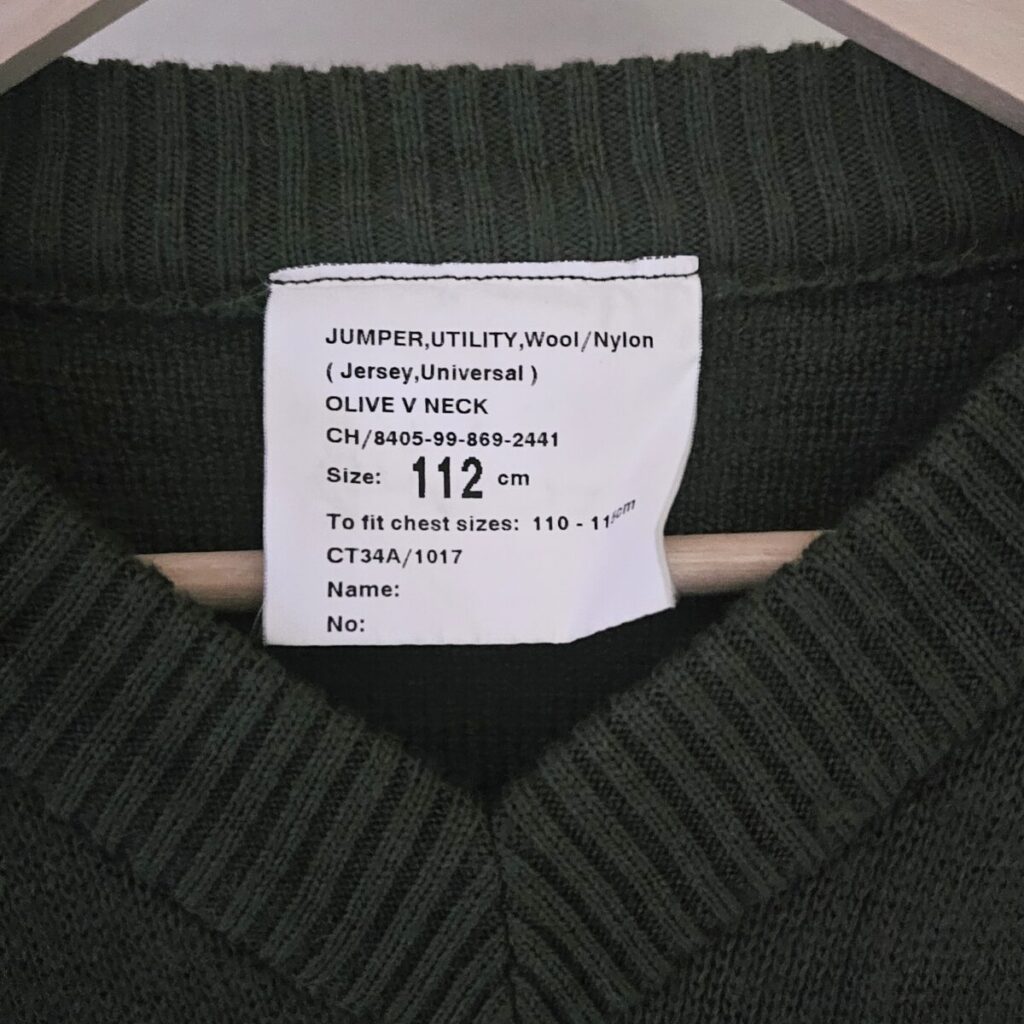 JUMPER,UTILITY,Wool/Nylon
( Jersey,Universal )
OLIVE V NECK
CH/8405-99-869-2441
Size: 112 cm
To fit chest sizes: 110 -
CT34A/1017
Name:
No: